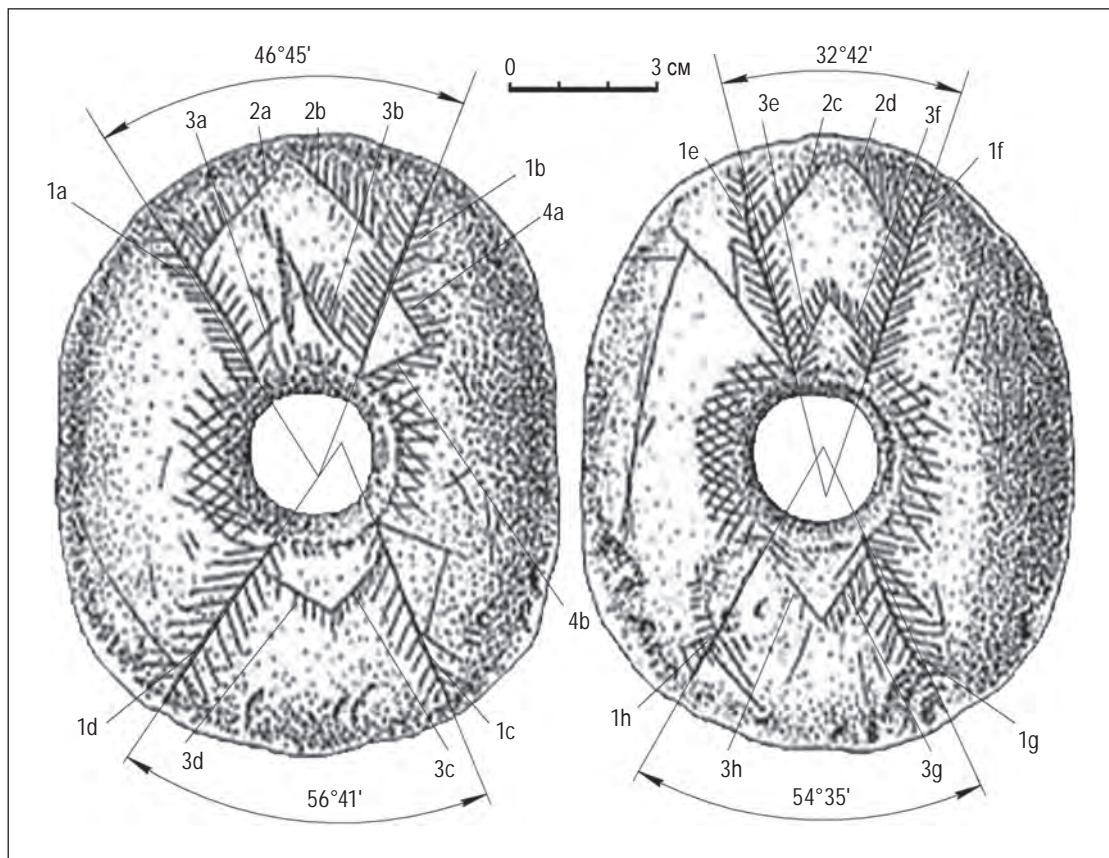 46°45'
0 3 см
32°42'
3a 2a 2b 3b
3e 2c 2d 3f
1a 1b 4a
1e 1f
4b
1d 3d 3c 1c
1h 3h 3g 1g
56°41'
54°35'